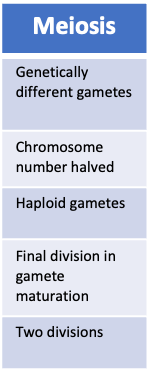 Meiosis
Genetically
different gametes
Chromosome
number halved
Haploid gametes
Final division in
gamete
maturation
Two divisions